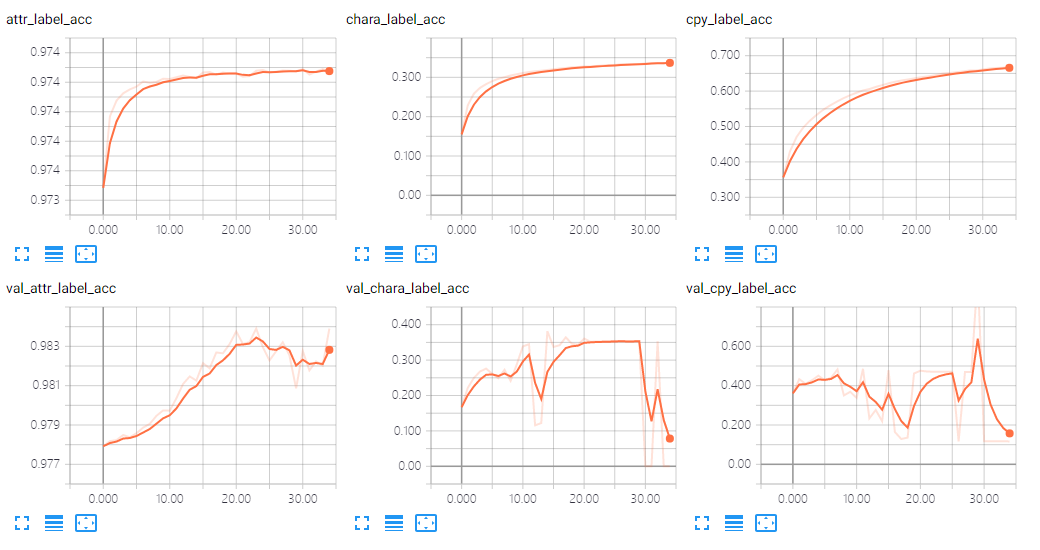 attr_label_acc
0.974
0.974
0.974
0.974
0.974
0.973
0.000 10.00 20.00 30.00
chara_label_acc
0.300
0.200
0.100
0.00
0.000 10.00 20.00 30.00
cpy_label_acc
0.700
0.600
0.500
0.400
0.300
0.000 10.00 20.00 30.00
val_attr_label_acc
0.983
0.981
0.979
0.977
0.000 10.00 20.00 30.00
val_chara_label_acc
0.400
0.300
0.200
0.100
0.00
0.000 10.00 20.00 30.00
val_cpy_label_acc
0.600
0.400
0.200
0.00
0.000 10.00 20.00 30.00